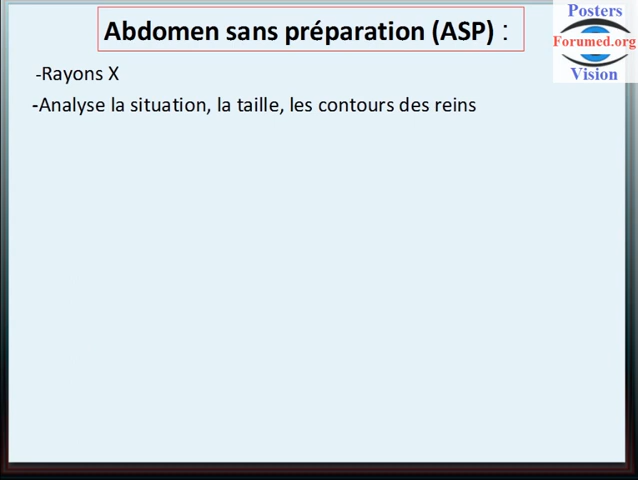 Abdomen sans préparation (ASP) :
Posters
Forumed.org
Vision
-Rayons X
-Analyse la situation, la taille, les contours des reins